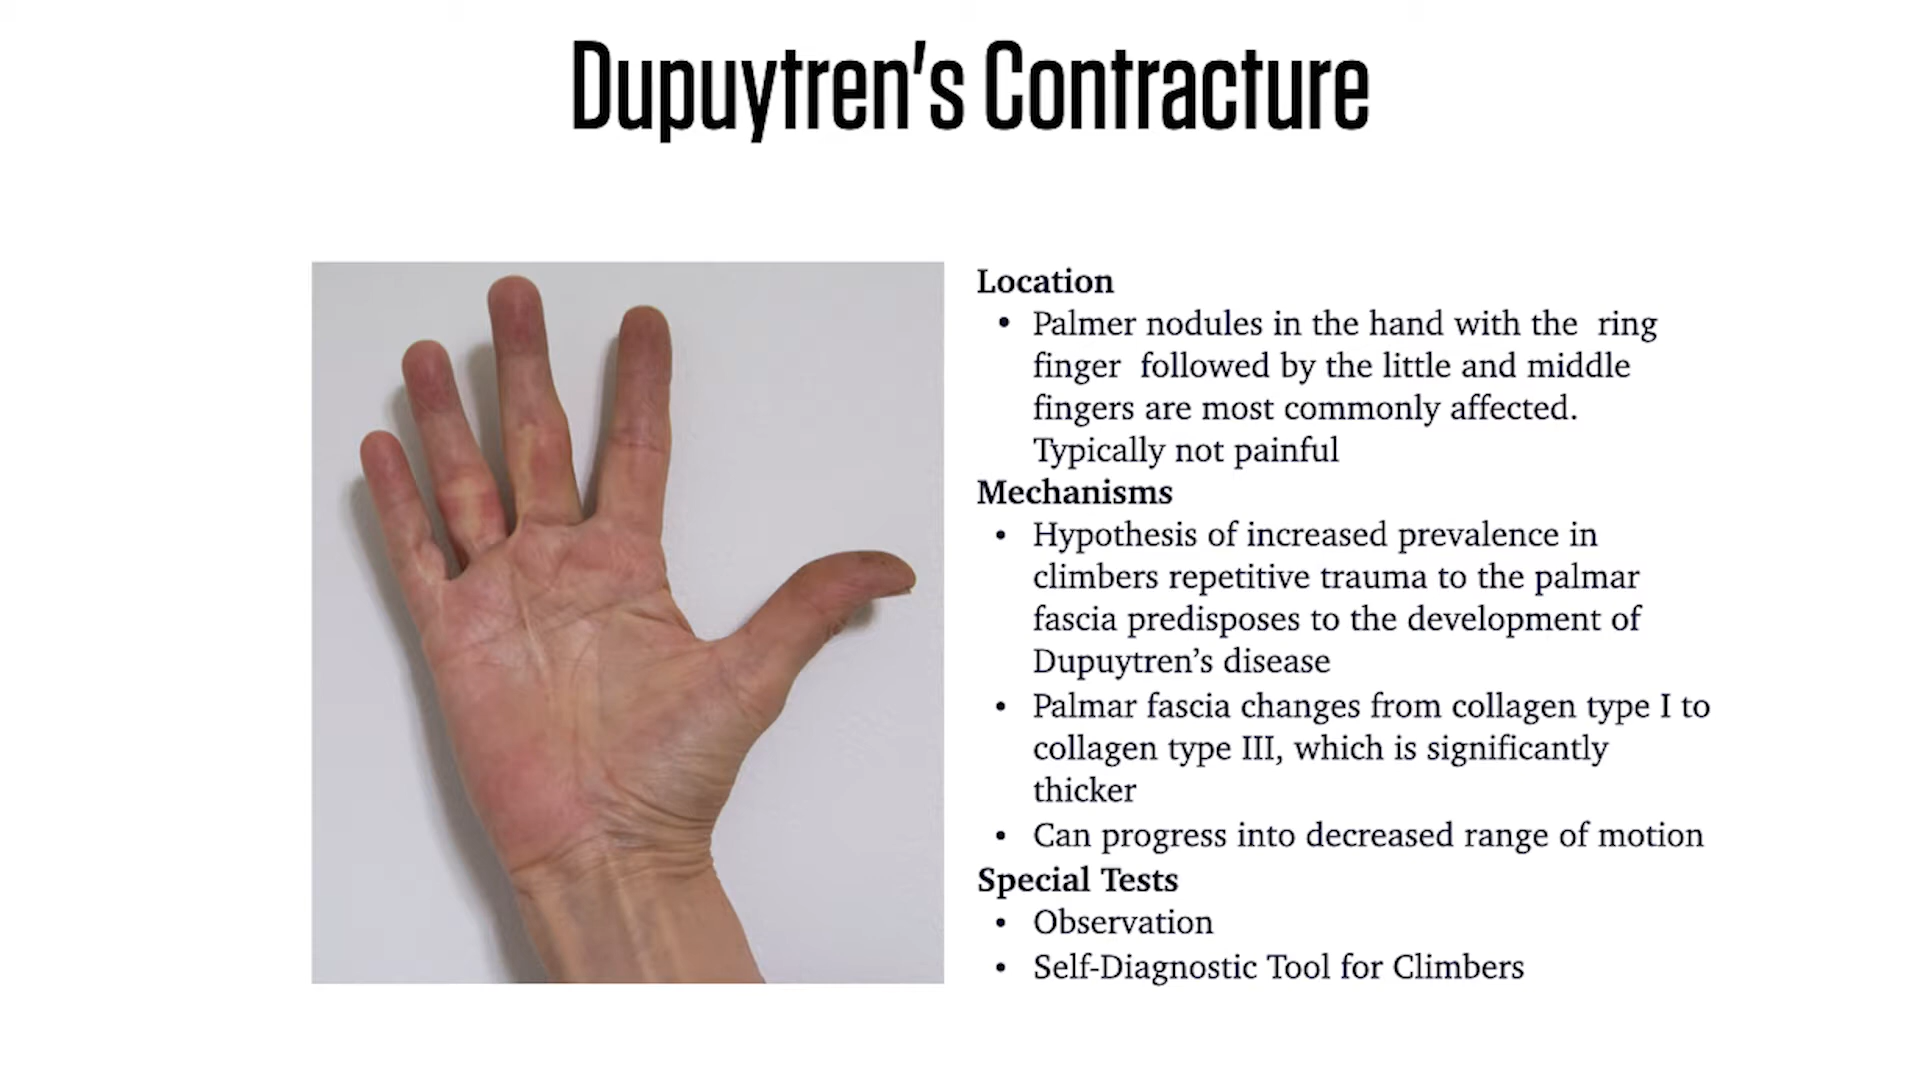 Dupuytren's Contracture
Location
• Palmer nodules in the hand with the ring
finger followed by the little and middle
fingers are most commonly affected.
Typically not painful
Mechanisms
• Hypothesis of increased prevalence in
climbers repetitive trauma to the palmar
fascia predisposes to the development of
Dupuytren’s disease
• Palmar fascia changes from collagen type I to
collagen type III, which is significantly
thicker
• Can progress into decreased range of motion
Special Tests
• Observation
• Self-Diagnostic Tool for Climbers